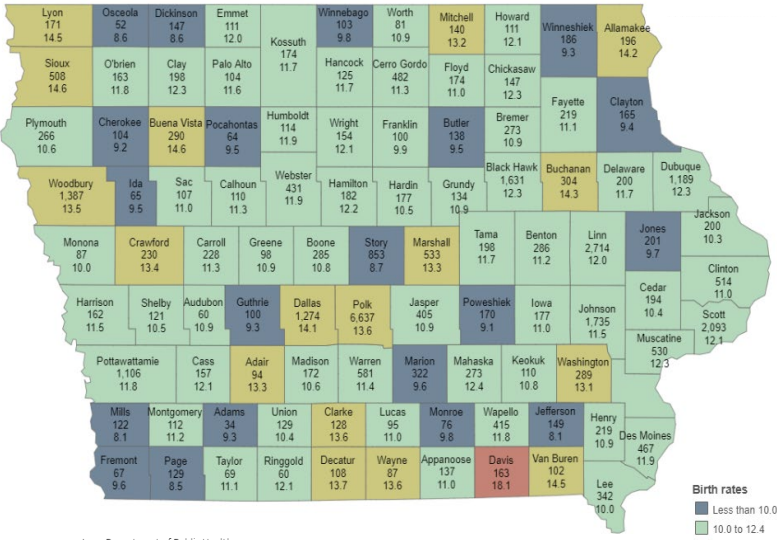 Lyon
171
14.5
Osceola
52
8.6
Dickinson
147
8.6
Emmet
111
12.0
Winnebago
103
9.8
Worth
81
10.9
Mitchell
140
13.2
Howard
111
12.1
Winneshiek
186
9.3
Allamakee
196
14.2
Kossuth
174
11.7
Sioux
508
14.6
O'brien
163
11.8
Clay
198
12.3
Palo Alto
104
11.6
Hancock
125
11.7
Cerro Gordo
482
11.3
Floyd
174
11.0
Chickasaw
147
12.3
Fayette
219
11.1
Clayton
165
9.4
Plymouth
266
10.6
Cherokee
104
9.2
Buena Vista
290
14.6
Pocahontas
64
9.5
Humboldt
114
11.9
Wright
154
12.1
Franklin
100
9.9
Butler
138
9.5
Bremer
273
10.9
Woodbury
1,387
13.5
Ida
65
9.5
Sac
107
11.0
Calhoun
110
11.3
Webster
431
11.9
Hamilton
182
12.2
Hardin
177
10.5
Grundy
134
10.9
Black Hawk
1,631
12.3
Buchanan
304
14.3
Delaware
200
11.7
Dubuque
1,189
12.3
Jackson
200
10.3
Monona
87
10.0
Crawford
230
13.4
Carroll
228
11.3
Greene
98
10.9
Boone
285
10.8
Story
853
8.7
Marshall
533
13.3
Tama
198
11.7
Benton
286
11.2
Linn
2,714
12.0
Jones
201
9.7
Clinton
514
11.0
Cedar
194
10.4
Harrison
162
11.5
Shelby
121
10.5
Audubon
60
10.9
Guthrie
100
9.3
Dallas
1,274
14.1
Polk
6,637
13.6
Jasper
405
10.9
Poweshiek
170
9.1
Iowa
177
11.0
Johnson
1,735
11.5
Scott
2,093
12.1
Muscatine
530
12.3
Pottawattamie
1,106
11.8
Cass
157
12.1
Adair
94
13.3
Madison
172
10.6
Warren
581
11.4
Marion
322
9.6
Mahaska
273
12.4
Keokuk
110
10.8
Washington
289
13.1
Mills
122
8.1
Montgomery
112
11.2
Adams
34
9.3
Union
129
10.4
Clarke
128
13.6
Lucas
95
11.0
Monroe
76
9.8
Wapello
415
11.8
Jefferson
149
8.1
Henry
219
10.9
Des Moines
467
11.9
Fremont
67
9.6
Page
129
8.5
Taylor
69
11.1
Ringgold
60
12.1
Decatur
108
13.7
Wayne
87
13.6
Appanoose
137
11.0
Davis
163
18.1
Van Buren
102
14.5
Lee
342
10.0
Birth rates
Less than 10.0
10.0 to 12.4